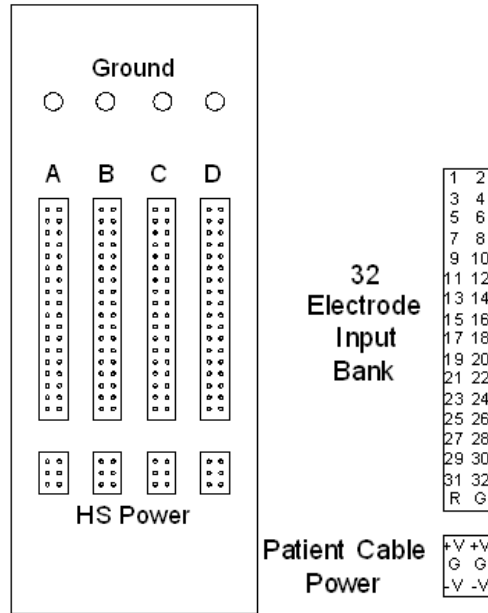 Ground
A B C D
HS Power
32
Electrode
Input
Bank
1 2
3 4
5 6
7 8
9 10
11 12
13 14
15 16
17 18
19 20
21 22
23 24
25 26
27 28
29 30
31 32
R G
Patient Cable
Power
+V +V
G G
-V -V